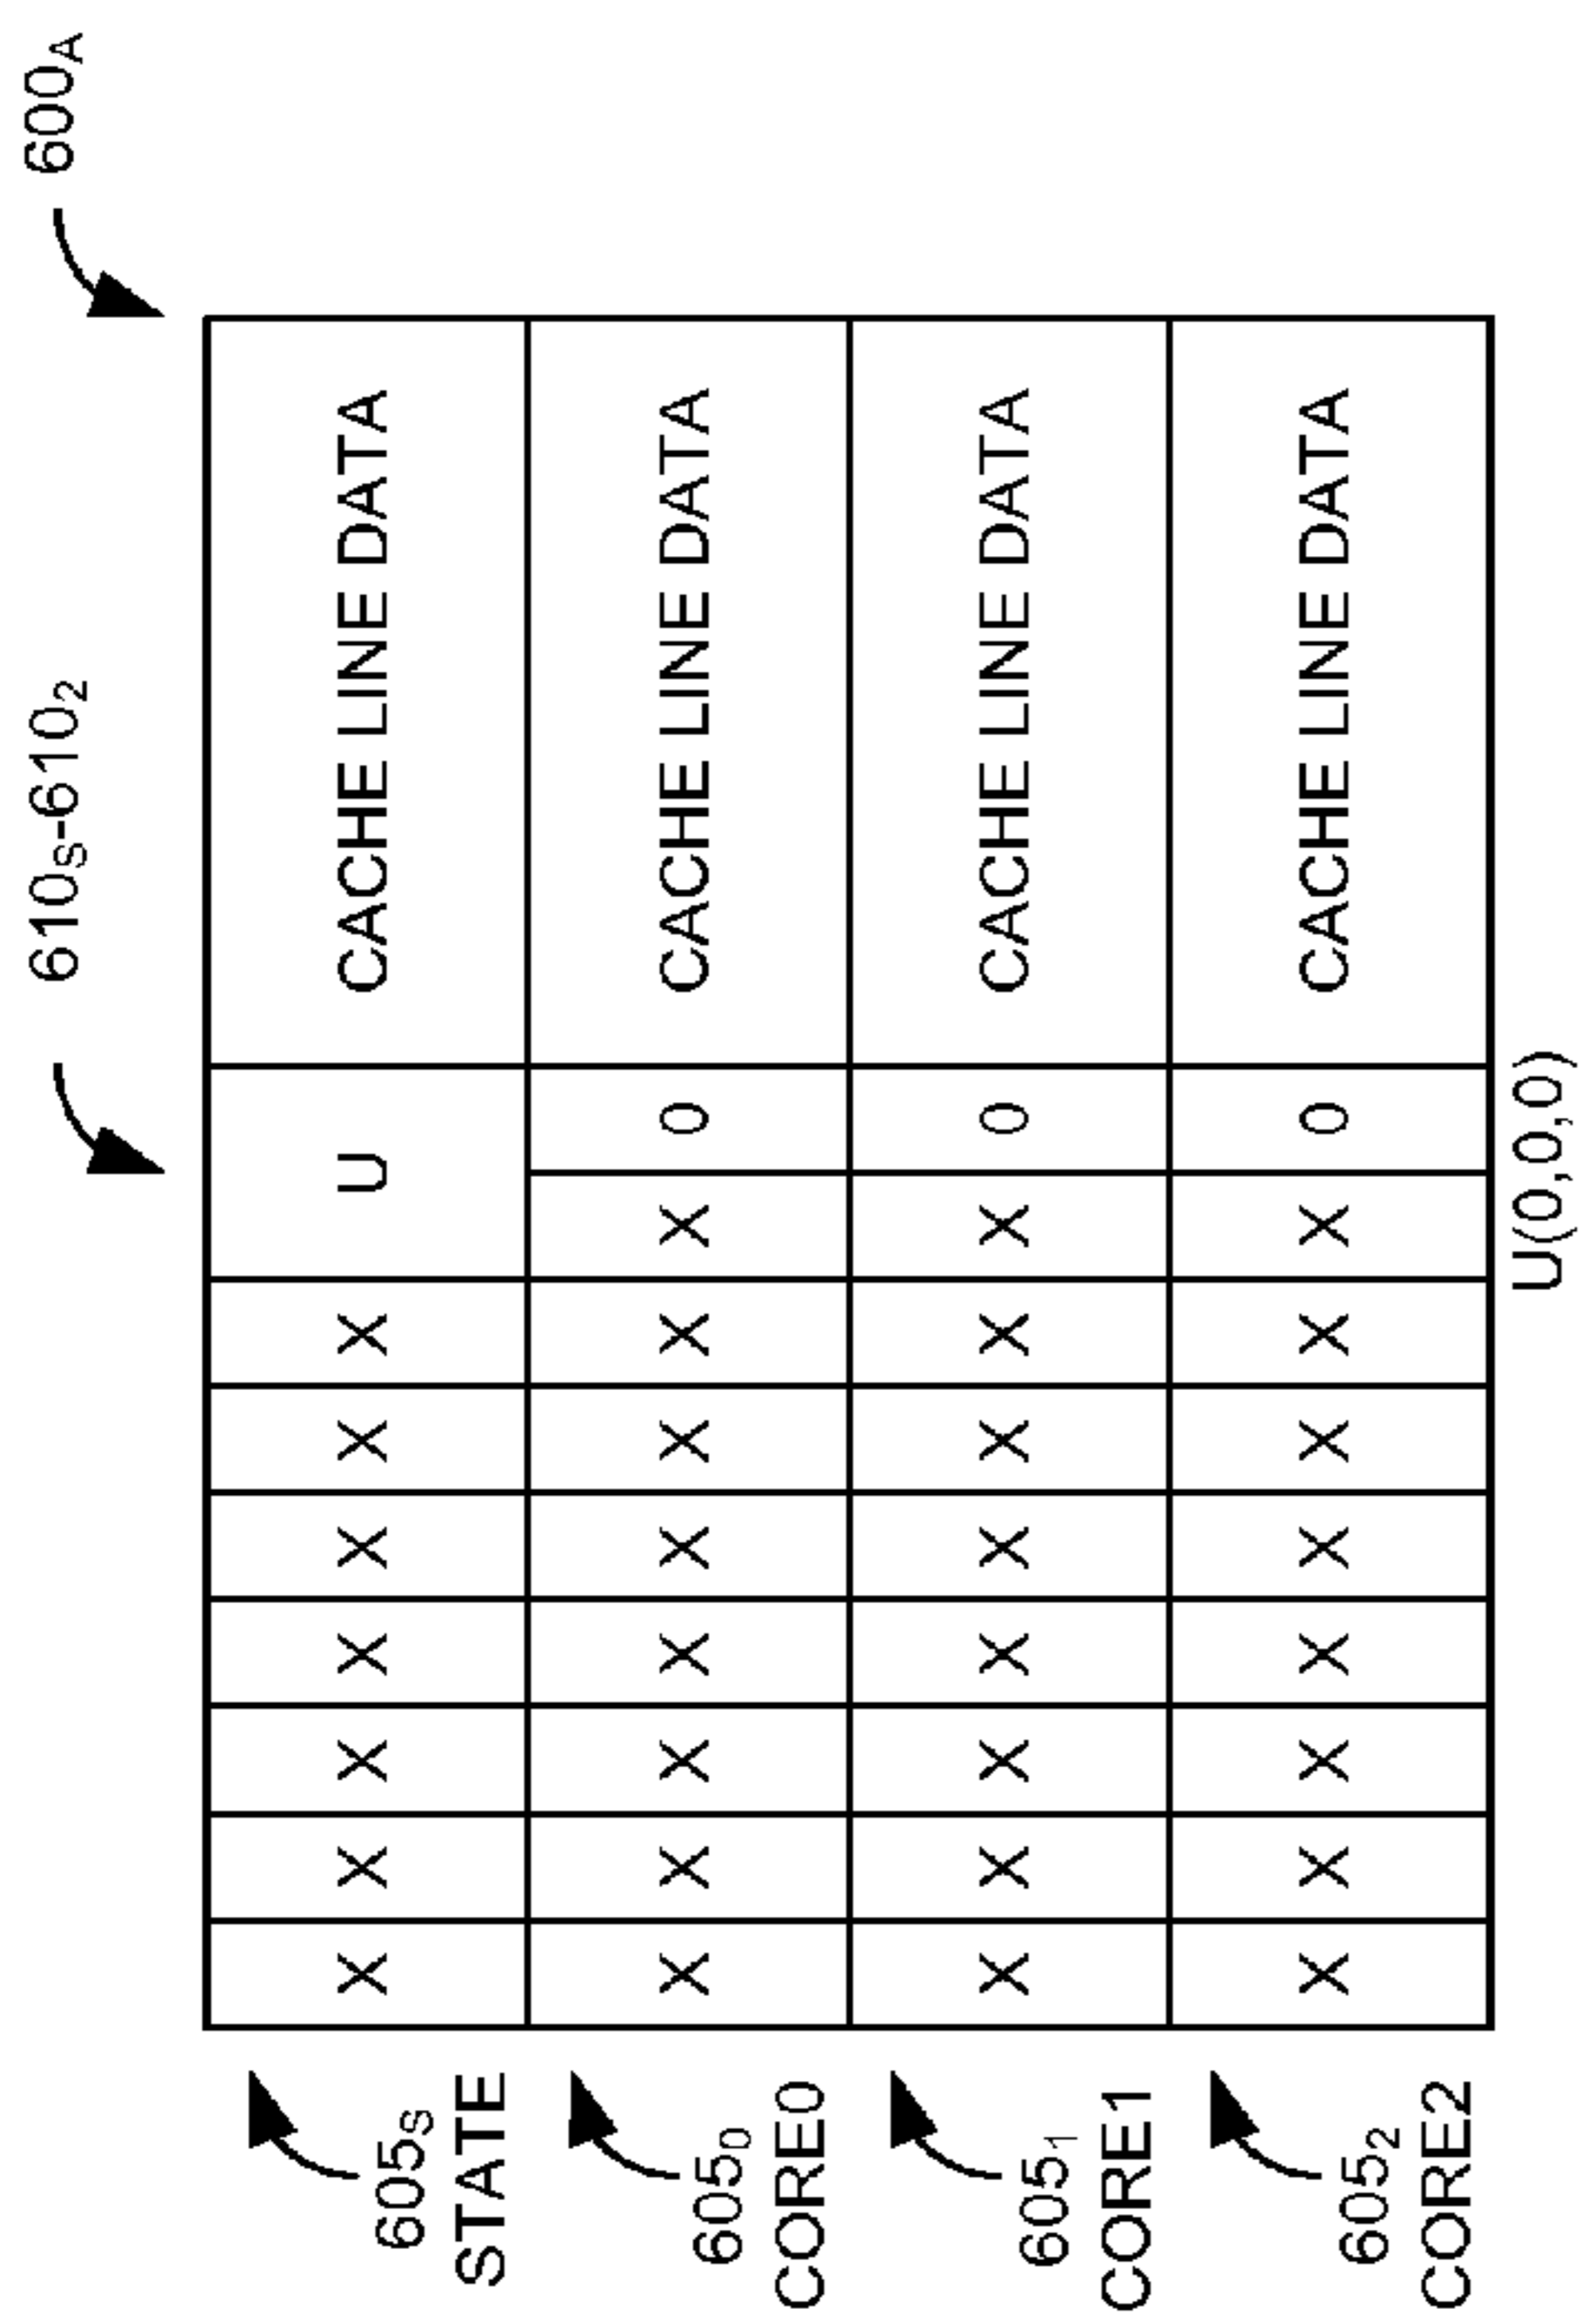 610S-6102 600A
X X X X X X X U CACHE LINE DATA
605S
STATE
X X X X X X X X 0 CACHE LINE DATA
6050
CORE0
X X X X X X X X 0 CACHE LINE DATA
6051
CORE1
X X X X X X X X 0 CACHE LINE DATA
6052
CORE2
U(0,0,0)